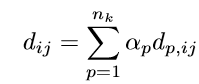 d_{ij} = \sum_{p=1}^{n_k} \alpha_p d_{p,ij}